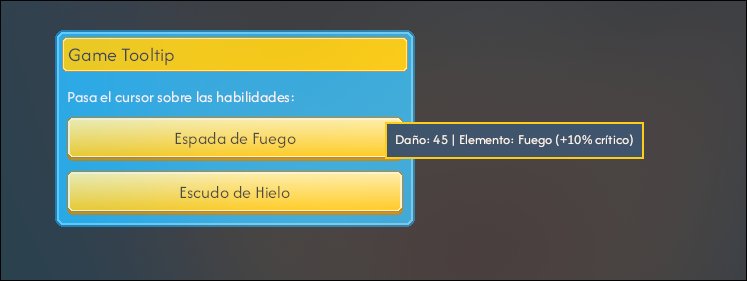 Game Tooltip
Pasa el cursor sobre las habilidades:
Espada de Fuego
Daño: 45 | Elemento: Fuego (+10% crítico)
Escudo de Hielo